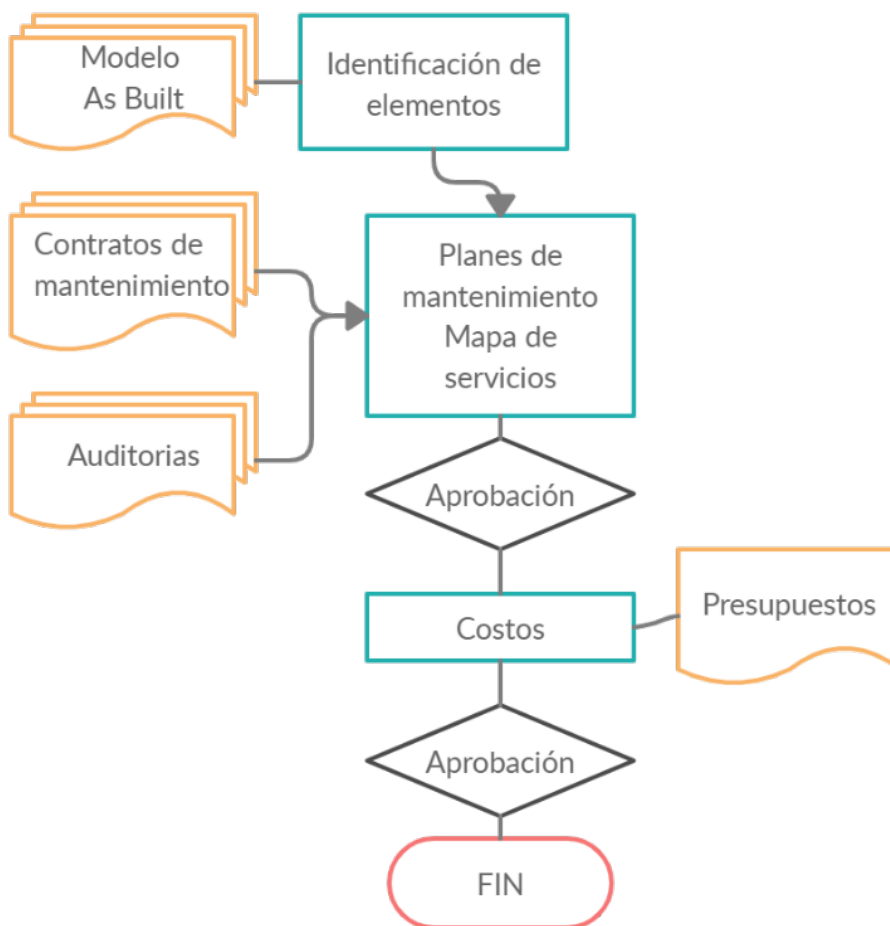 Modelo
As Built
Identificación de
elementos
Contratos de
mantenimiento
Planes de
mantenimiento
Mapa de
servicios
Auditorias
Aprobación
Costos
Presupuestos
Aprobación
FIN